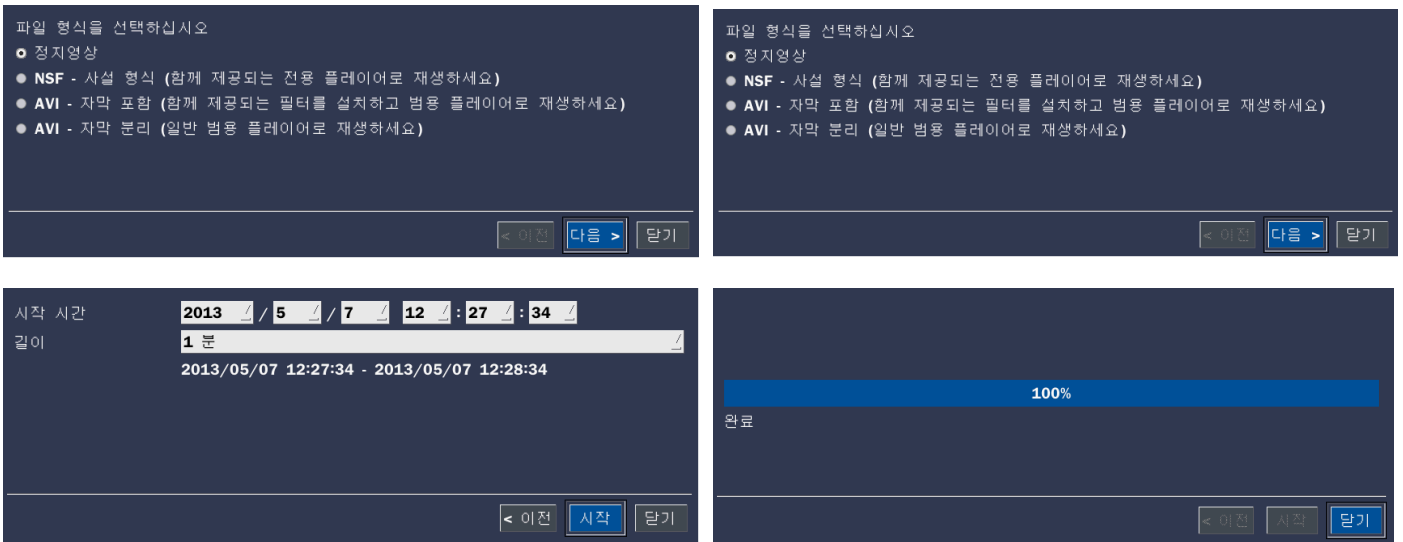 파일 형식을 선택하십시오
정지영상
NSF - 사설 형식 (함께 제공되는 전용 플레이어로 재생하세요)
AVI - 자막 포함 (함께 제공되는 필터를 설치하고 범용 플레이어로 재생하세요)
AVI - 자막 분리 (일반 범용 플레이어로 재생하세요)
< 이전 다음 > 닫기
파일 형식을 선택하십시오
정지영상
NSF - 사설 형식 (함께 제공되는 전용 플레이어로 재생하세요)
AVI - 자막 포함 (함께 제공되는 필터를 설치하고 범용 플레이어로 재생하세요)
AVI - 자막 분리 (일반 범용 플레이어로 재생하세요)
< 이전 다음 > 닫기
시작 시간 2013 / 5 / 7 12 : 27 : 34
길이 1 분
2013/05/07 12:27:34 - 2013/05/07 12:28:34
< 이전 시작 닫기
100%
완료
< 이전 시작 닫기